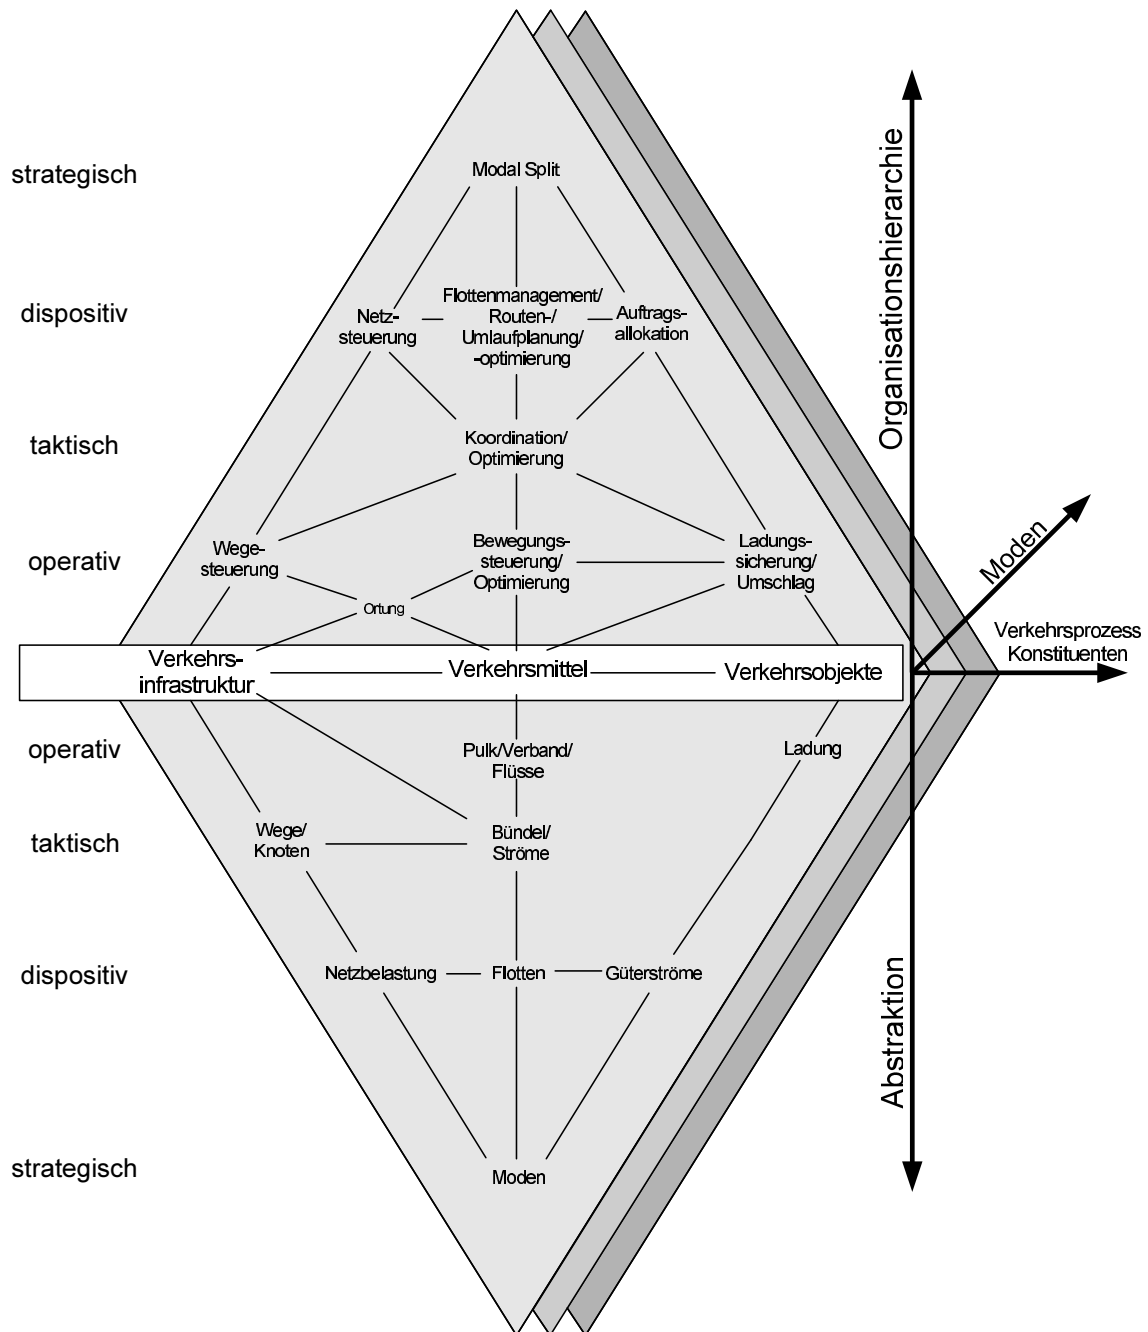 strategisch
Modal Split
Organisationshierarchie
dispositiv
Netz-
steuerung
Flottenmanagement/
Routen-/
Umlaufplanung/
-optimierung
Auftrags-
allokation
taktisch
Koordination/
Optimierung
operativ
Wege-
steuerung
Bewegungs-
steuerung/
Optimierung
Ladungs-
sicherung/
Umschlag
Moden
Ortung
Verkehrsprozess
Konstituenten
Verkehrs-
infrastruktur
Verkehrsmittel
Verkehrsobjekte
operativ
Pulk/Verband/
Flüsse
Ladung
taktisch
Wege/
Knoten
Bündel/
Ströme
dispositiv
Netzbelastung
Flotten
Güterströme
Abstraktion
strategisch
Moden